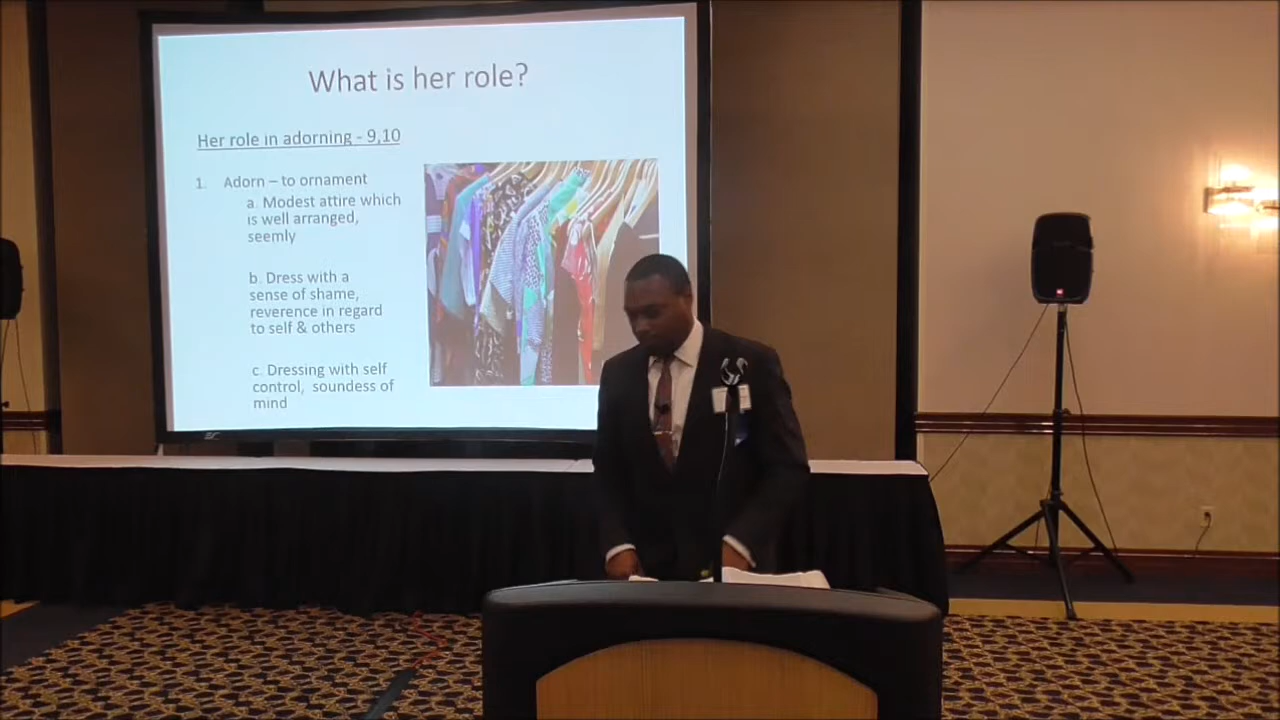 What is her role?
Her role in adorning - 9,10
1. Adorn – to ornament
a. Modest attire which
is well arranged,
seemly
b. Dress with a
sense of shame,
reverence in regard
to self & others
c. Dressing with self
control, soundess of
mind